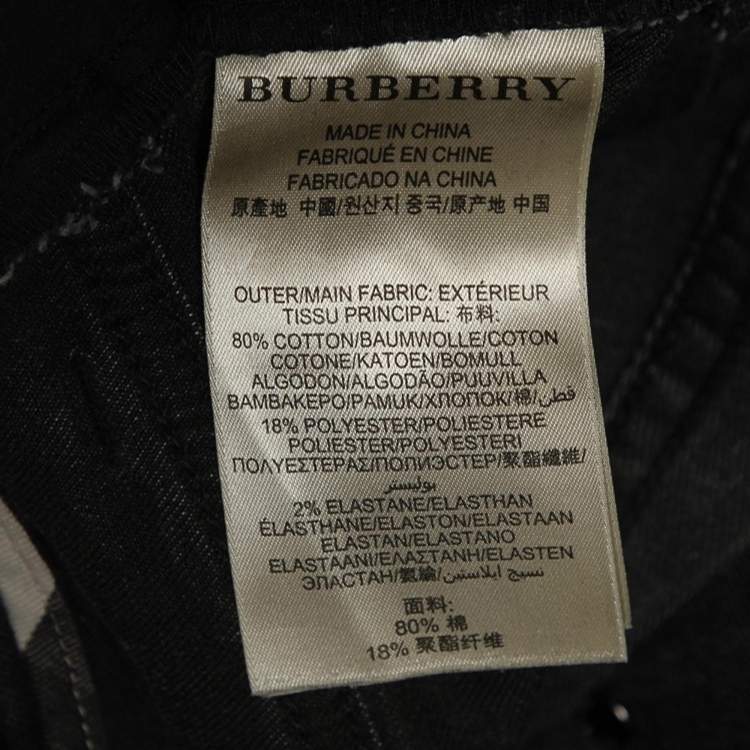 BURBERRY
MADE IN CHINA
FABRIQUÉ EN CHINE
FABRICADO NA CHINA
原產地 中國/원산지 중국/原产地 中国
OUTER/MAIN FABRIC: EXTÉRIEUR
TISSU PRINCIPAL: 布料:
80% COTTON/BAUMWOLLE/COTON
COTONE/KATOEN/BOMULL
ALGODON/ALGODÃO/PUUVILLA
ΒΑΜΒΑΚΕΡΟ/PAMUK/ХЛОПОК/棉/قطن/
18% POLYESTER/POLIESTERE
POLIESTER/POLYESTERI
ΠΟΛΥΕΣΤΕΡΑΣ/ПОЛИЭСТЕР/聚酯纖維/
بوليستر
2% ELASTANE/ELASTHAN
ÉLASTHANE/ELASTON/ELASTAAN
ELASTAN/ELASTANO
ELASTAANI/ΕΛΑΣΤΑΝΗ/ELASTEN
ЭЛАСТАН/氨綸/نسيج ايلاستين
面料:
80% 棉
18% 聚酯纤维